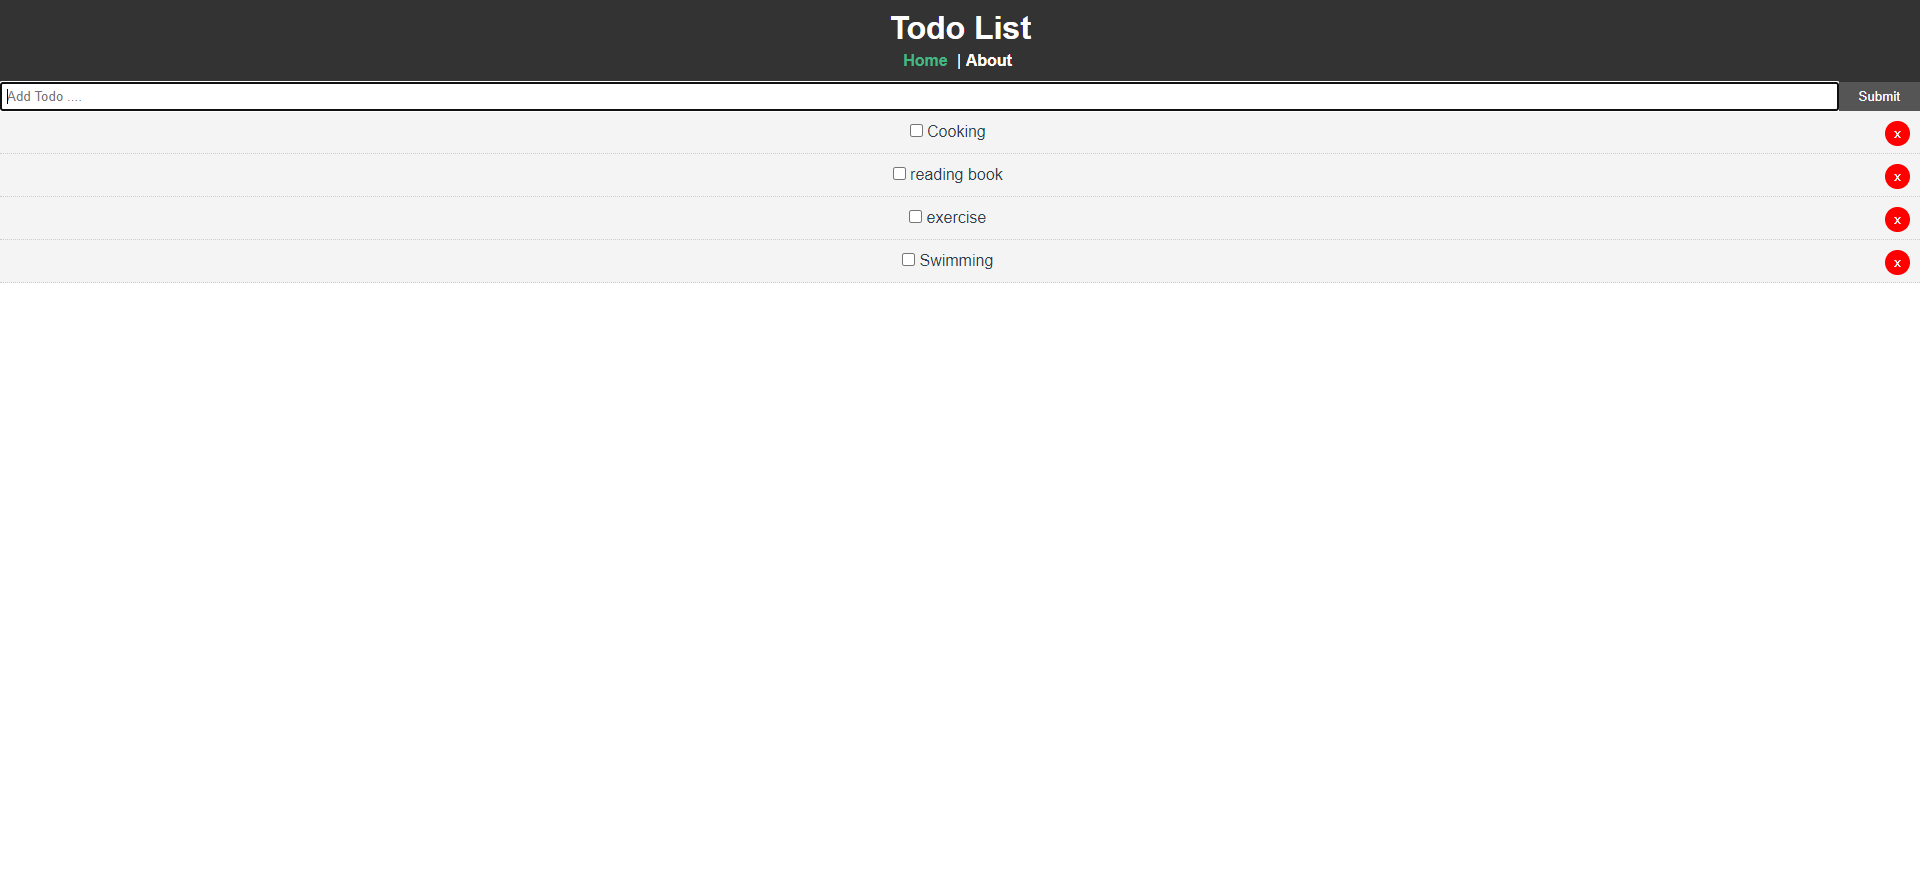 Todo List
Home | About
Add Todo ....
Submit
Cooking
x
reading book
x
exercise
x
Swimming
x